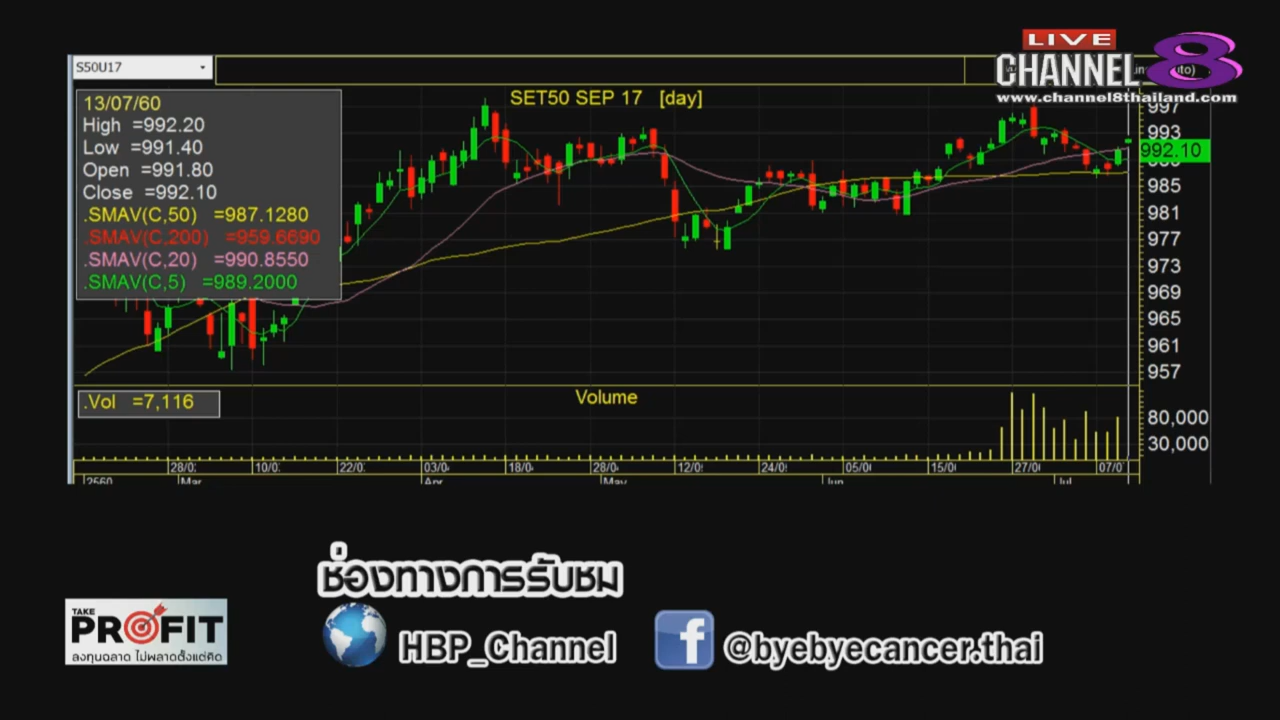 LIVE
CHANNEL 8
www.channel8thailand.com
S50U17
SET50 SEP 17 [day]
13/07/60
High =992.20
Low =991.40
Open =991.80
Close =992.10
.SMAV(C,50) =987.1280
.SMAV(C,200) =959.6690
.SMAV(C,20) =990.8550
.SMAV(C,5) =989.2000
997
993
992.10
985
981
977
973
969
965
961
957
.Vol =7,116
Volume
80,000
30,000
28/0
10/0
22/0
03/0
18/0
28/0
12/0
24/0
05/0
15/0
27/0
07/0
2560 Mar Apr May Jun Jul
ช่องทางการรับชม
TAKE
PROFIT
ลงทุนฉลาด ไม่พลาดตั้งแต่คิด
HBP_Channel
@byebyecancer.thai